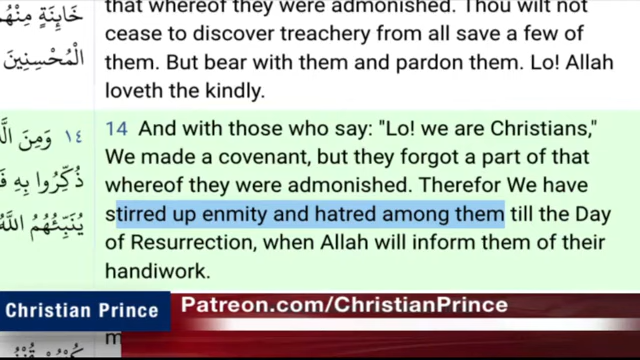 that whereof they were admonished. Thou wilt not
cease to discover treachery from all save a few of
them. But bear with them and pardon them. Lo! Allah
loveth the kindly.
خَائِنَةٍ مِنْهُمْ
الْمُحْسِنِينَ
14 And with those who say: "Lo! we are Christians,"
We made a covenant, but they forgot a part of that
whereof they were admonished. Therefor We have
stirred up enmity and hatred among them till the Day
of Resurrection, when Allah will inform them of their
handiwork.
١٤ وَمِنَ
ذُكِّرُوا بِهِ
يُنَبِّئُهُمُ اللَّهُ
Christian Prince
Patreon.com/ChristianPrince